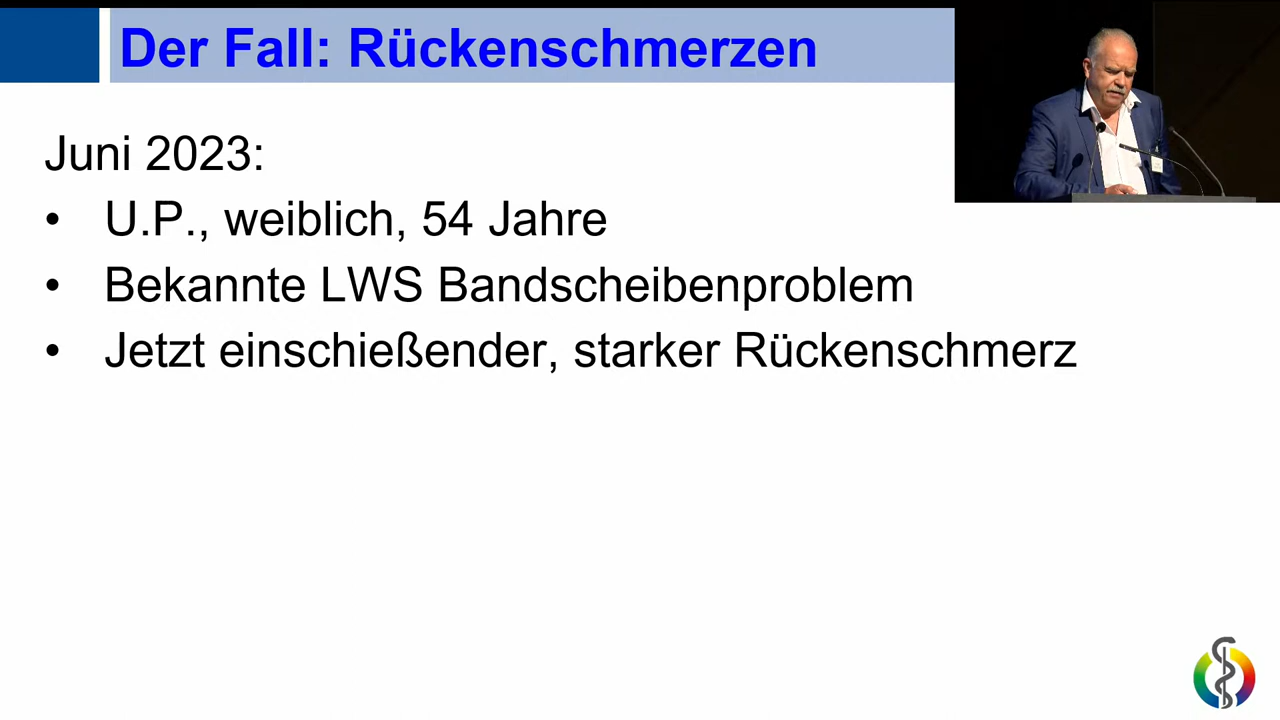 Der Fall: Rückenschmerzen
Juni 2023:
• U.P., weiblich, 54 Jahre
• Bekannte LWS Bandscheibenproblem
• Jetzt einschießender, starker Rückenschmerz